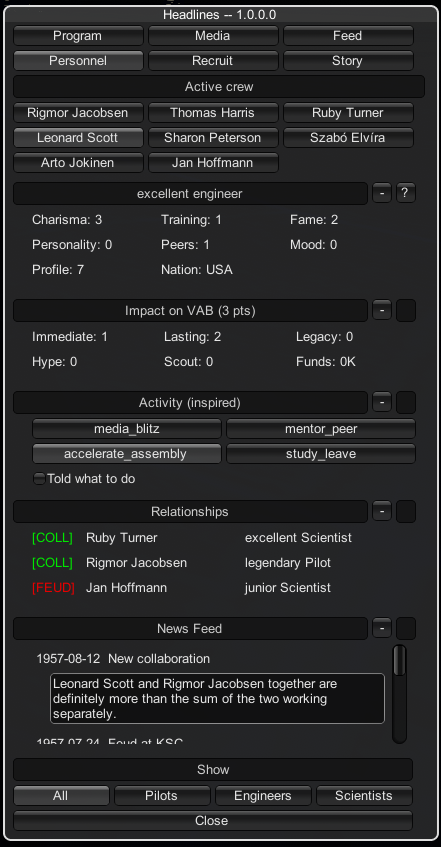 Headlines -- 1.0.0.0
Program Media Feed
Personnel Recruit Story
Active crew
Rigmor Jacobsen Thomas Harris Ruby Turner
Leonard Scott Sharon Peterson Szabó Elvíra
Arto Jokinen Jan Hoffmann
excellent engineer - ?
Charisma: 3 Training: 1 Fame: 2
Personality: 0 Peers: 1 Mood: 0
Profile: 7 Nation: USA
Impact on VAB (3 pts) -
Immediate: 1 Lasting: 2 Legacy: 0
Hype: 0 Scout: 0 Funds: 0K
Activity (inspired) -
media_blitz mentor_peer
accelerate_assembly study_leave
Told what to do
Relationships -
[COLL] Ruby Turner excellent Scientist
[COLL] Rigmor Jacobsen legendary Pilot
[FEUD] Jan Hoffmann junior Scientist
News Feed -
1957-08-12 New collaboration
Leonard Scott and Rigmor Jacobsen together are
definitely more than the sum of the two working
separately.
1957-07-24 Feud at KSC
Show
All Pilots Engineers Scientists
Close